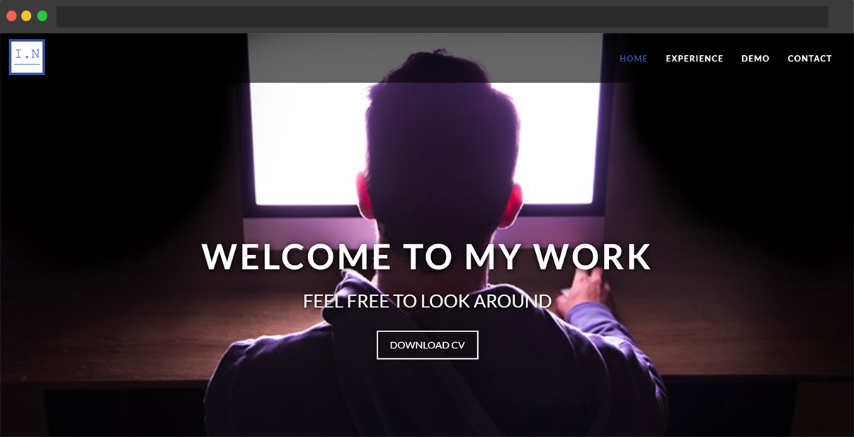 I.N
HOME EXPERIENCE DEMO CONTACT
WELCOME TO MY WORK
FEEL FREE TO LOOK AROUND
DOWNLOAD CV